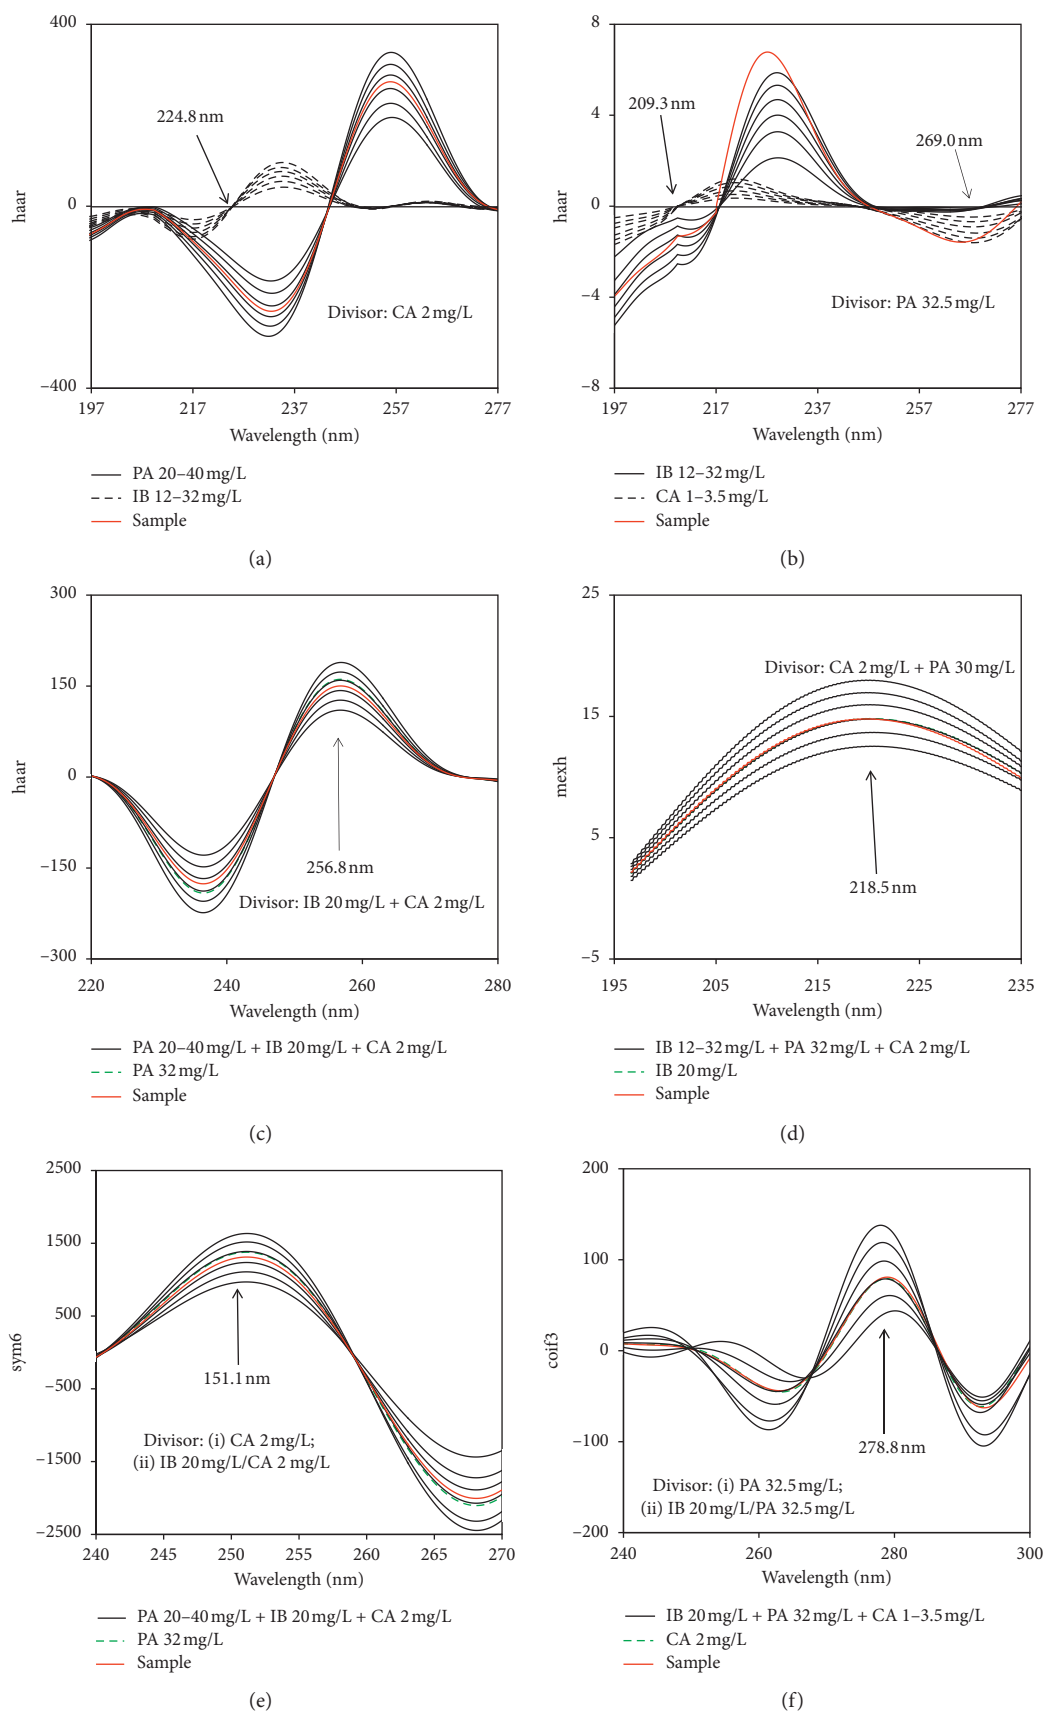 400
224.8 nm
haar
0
Divisor: CA 2 mg/L
–400
197
217
237
257
277
Wavelength (nm)
PA 20–40 mg/L
IB 12–32 mg/L
Sample
(a)
8
209.3 nm
4
269.0 nm
haar
0
–4
Divisor: PA 32.5 mg/L
–8
197
217
237
257
277
Wavelength (nm)
IB 12–32 mg/L
CA 1–3.5 mg/L
Sample
(b)
300
150
haar
0
–150
256.8 nm
Divisor: IB 20 mg/L + CA 2 mg/L
–300
220
240
260
280
Wavelength (nm)
PA 20–40 mg/L + IB 20 mg/L + CA 2 mg/L
PA 32 mg/L
Sample
(c)
25
Divisor: CA 2 mg/L + PA 30 mg/L
15
mexh
5
218.5 nm
–5
195
205
215
225
235
Wavelength (nm)
IB 12–32 mg/L + PA 32 mg/L + CA 2 mg/L
IB 20 mg/L
Sample
(d)
2500
1500
500
sym6
–500
151.1 nm
–1500
Divisor: (i) CA 2 mg/L;
(ii) IB 20 mg/L/CA 2 mg/L
–2500
240
245
250
255
260
265
270
Wavelength (nm)
PA 20–40 mg/L + IB 20 mg/L + CA 2 mg/L
PA 32 mg/L
Sample
(e)
200
100
coif3
0
–100
278.8 nm
Divisor: (i) PA 32.5 mg/L;
(ii) IB 20 mg/L/PA 32.5 mg/L
–200
240
260
280
300
Wavelength (nm)
IB 20 mg/L + PA 32 mg/L + CA 1–3.5 mg/L
CA 2 mg/L
Sample
(f)